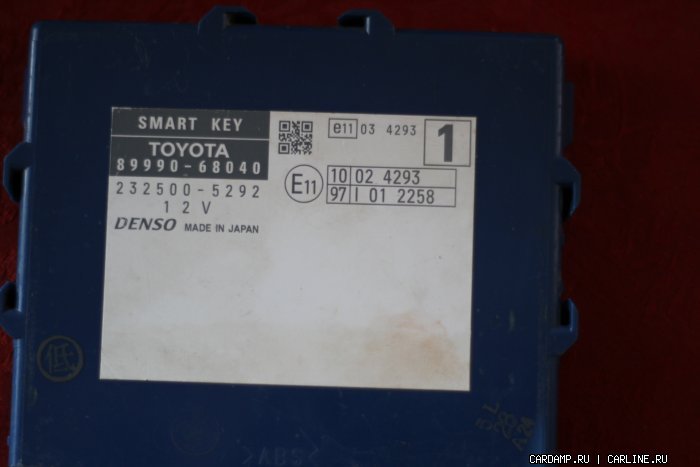 SMART KEY
TOYOTA
89990-68040
232500-5292
12V
DENSO MADE IN JAPAN
e11 03 4293
1
E11
10 02 4293
97 I 01 2258
低
CARDAMP.RU | CARLINE.RU